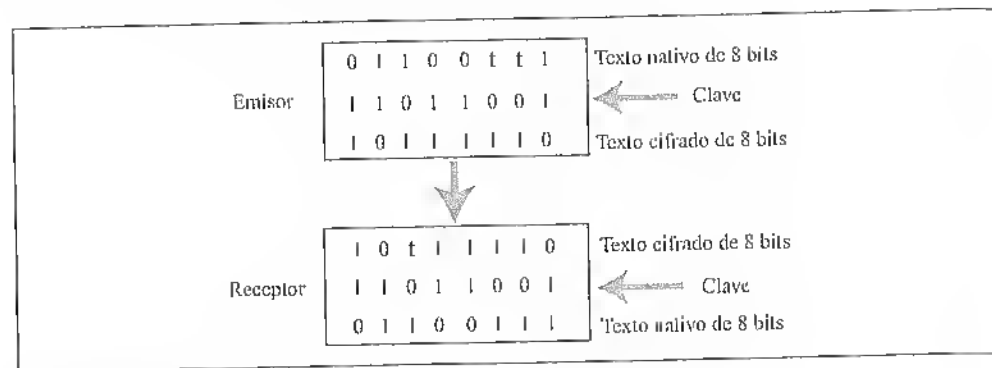 0 1 1 0 0 1 1 1 Texto nativo de 8 bits
Emisor 1 1 0 1 1 0 0 1 Clave
1 0 1 1 1 1 1 0 Texto cifrado de 8 bits
1 0 1 1 1 1 1 0 Texto cifrado de 8 bits
Receptor 1 1 0 1 1 0 0 1 Clave
0 1 1 0 0 1 1 1 Texto nativo de 8 bits